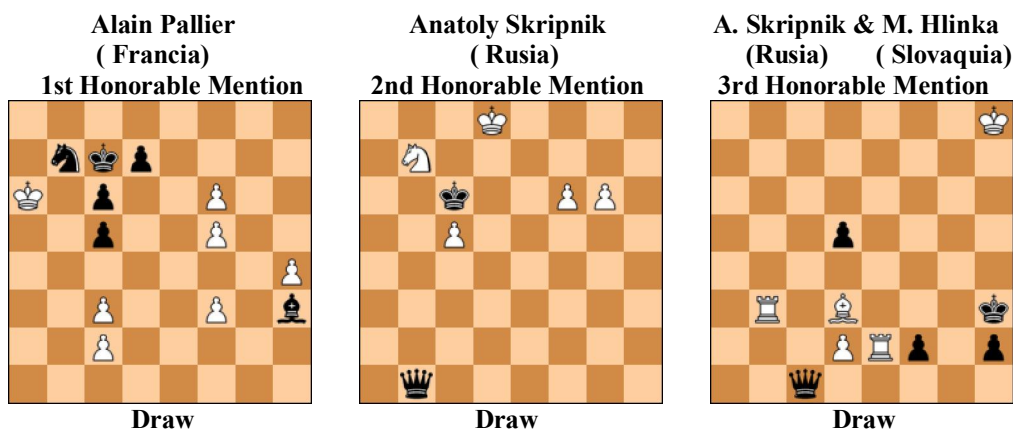 Alain Pallier
( Francia)
1st Honorable Mention
Draw
Anatoly Skripnik
( Rusia)
2nd Honorable Mention
Draw
A. Skripnik & M. Hlinka
(Rusia) ( Slovaquia)
3rd Honorable Mention
Draw